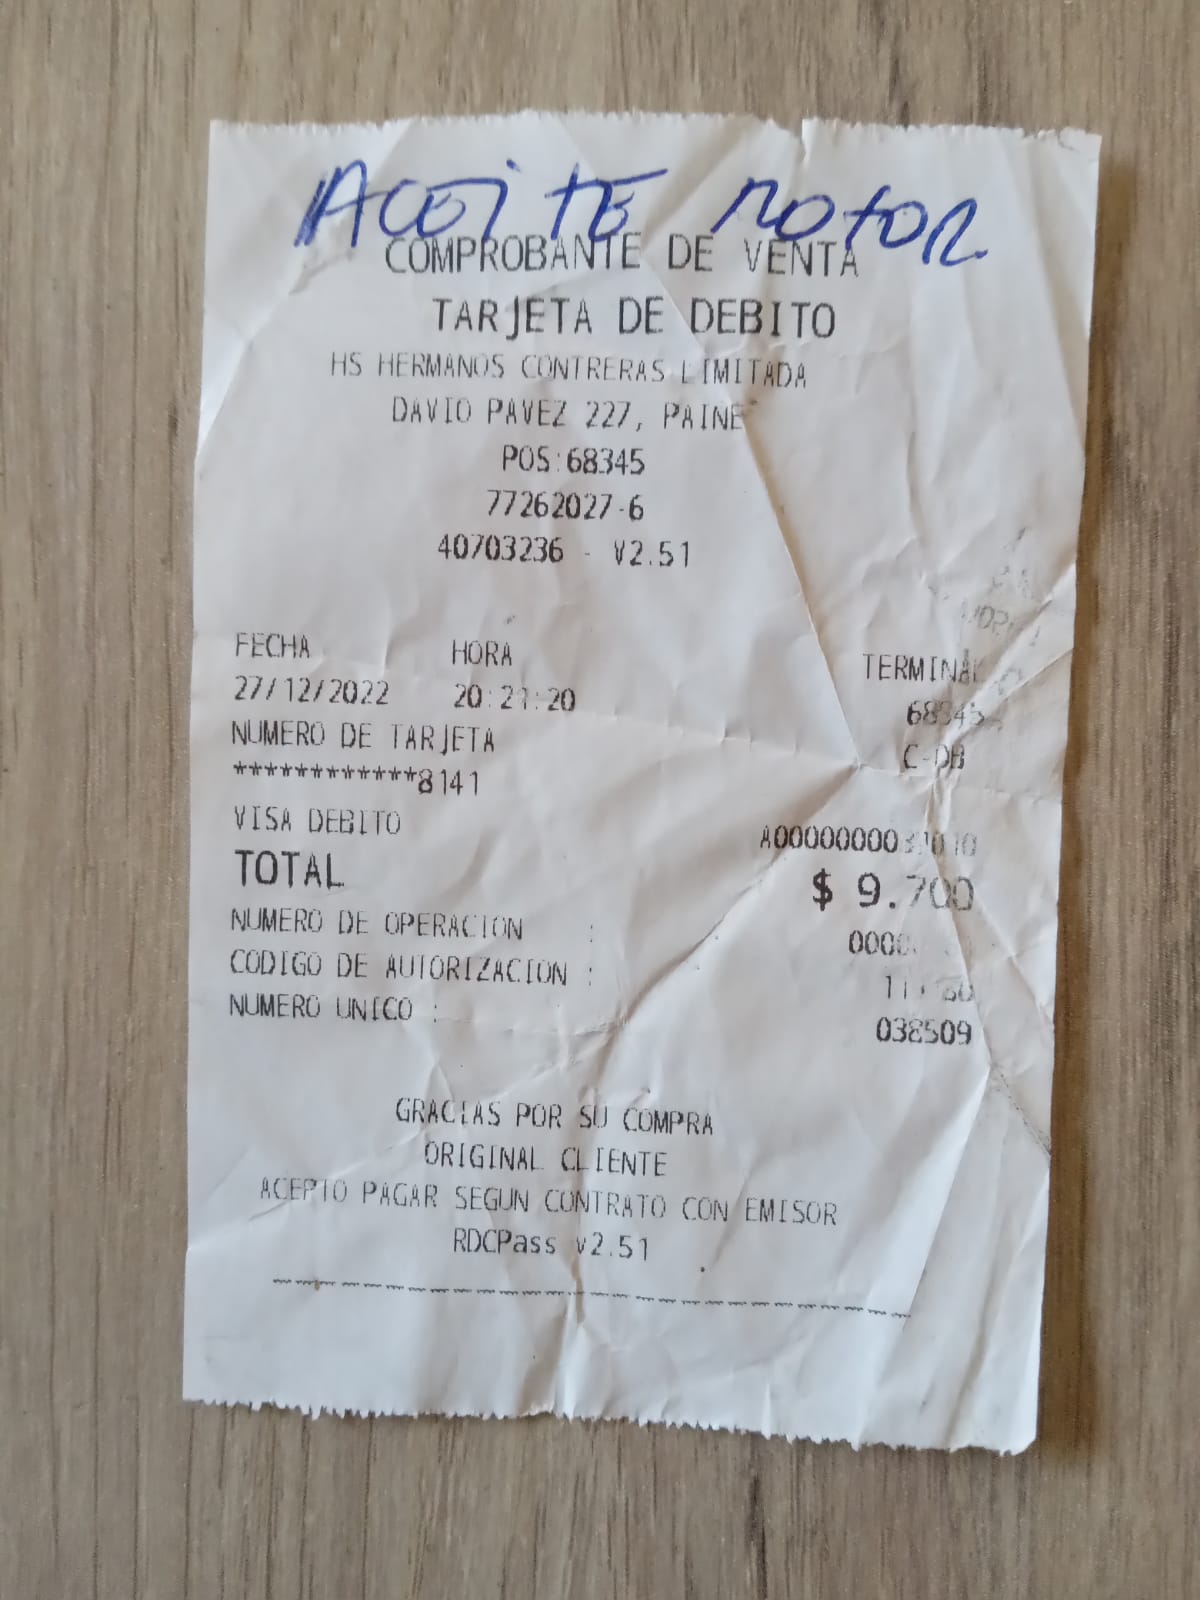 ACEITE MOTOR
COMPROBANTE DE VENTA
TARJETA DE DEBITO
HS HERMANOS CONTRERAS LIMITADA
DAVID PAVEZ 227, PAINE
POS:68345
77262027-6
40703236 - V2.51
FECHA HORA TERMINAL
27/12/2022 20:21:20 68345
NUMERO DE TARJETA C-DB
************8141
VISA DEBITO
TOTAL $ 9.700
NUMERO DE OPERACION :
CODIGO DE AUTORIZACION :
NUMERO UNICO : 038509
GRACIAS POR SU COMPRA
ORIGINAL CLIENTE
ACEPTO PAGAR SEGUN CONTRATO CON EMISOR
RDCPass v2.51